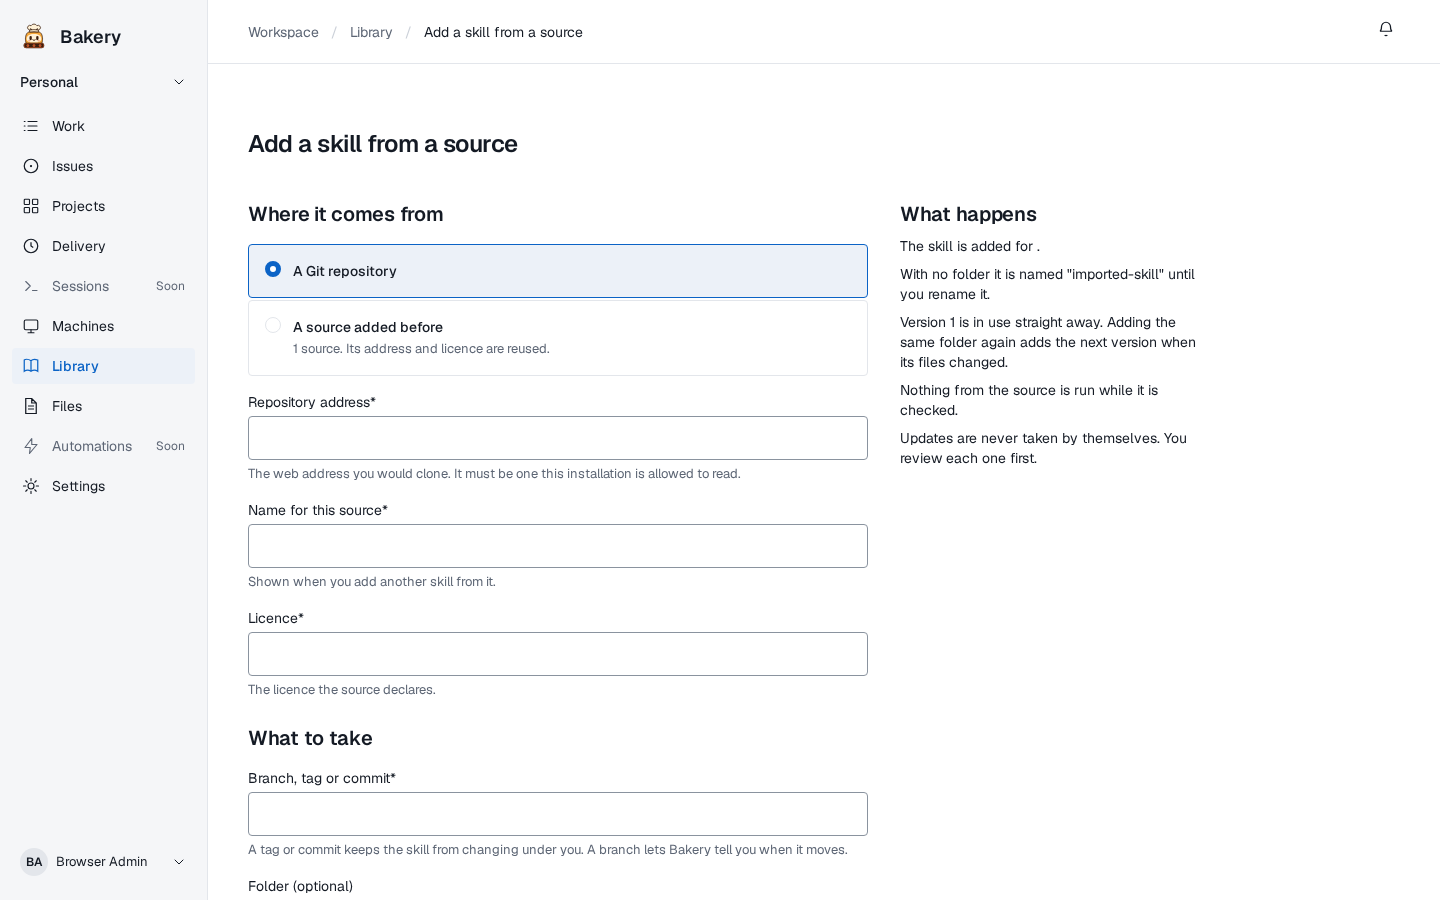 Bakery
Personal
Work
Issues
Projects
Delivery
Sessions Soon
Machines
Library
Files
Automations Soon
Settings
BA Browser Admin
Workspace / Library / Add a skill from a source
Add a skill from a source
Where it comes from
A Git repository
A source added before
1 source. Its address and licence are reused.
Repository address*
The web address you would clone. It must be one this installation is allowed to read.
Name for this source*
Shown when you add another skill from it.
Licence*
The licence the source declares.
What to take
Branch, tag or commit*
A tag or commit keeps the skill from changing under you. A branch lets Bakery tell you when it moves.
Folder (optional)
What happens
The skill is added for .
With no folder it is named "imported-skill" until
you rename it.
Version 1 is in use straight away. Adding the
same folder again adds the next version when
its files changed.
Nothing from the source is run while it is
checked.
Updates are never taken by themselves. You
review each one first.